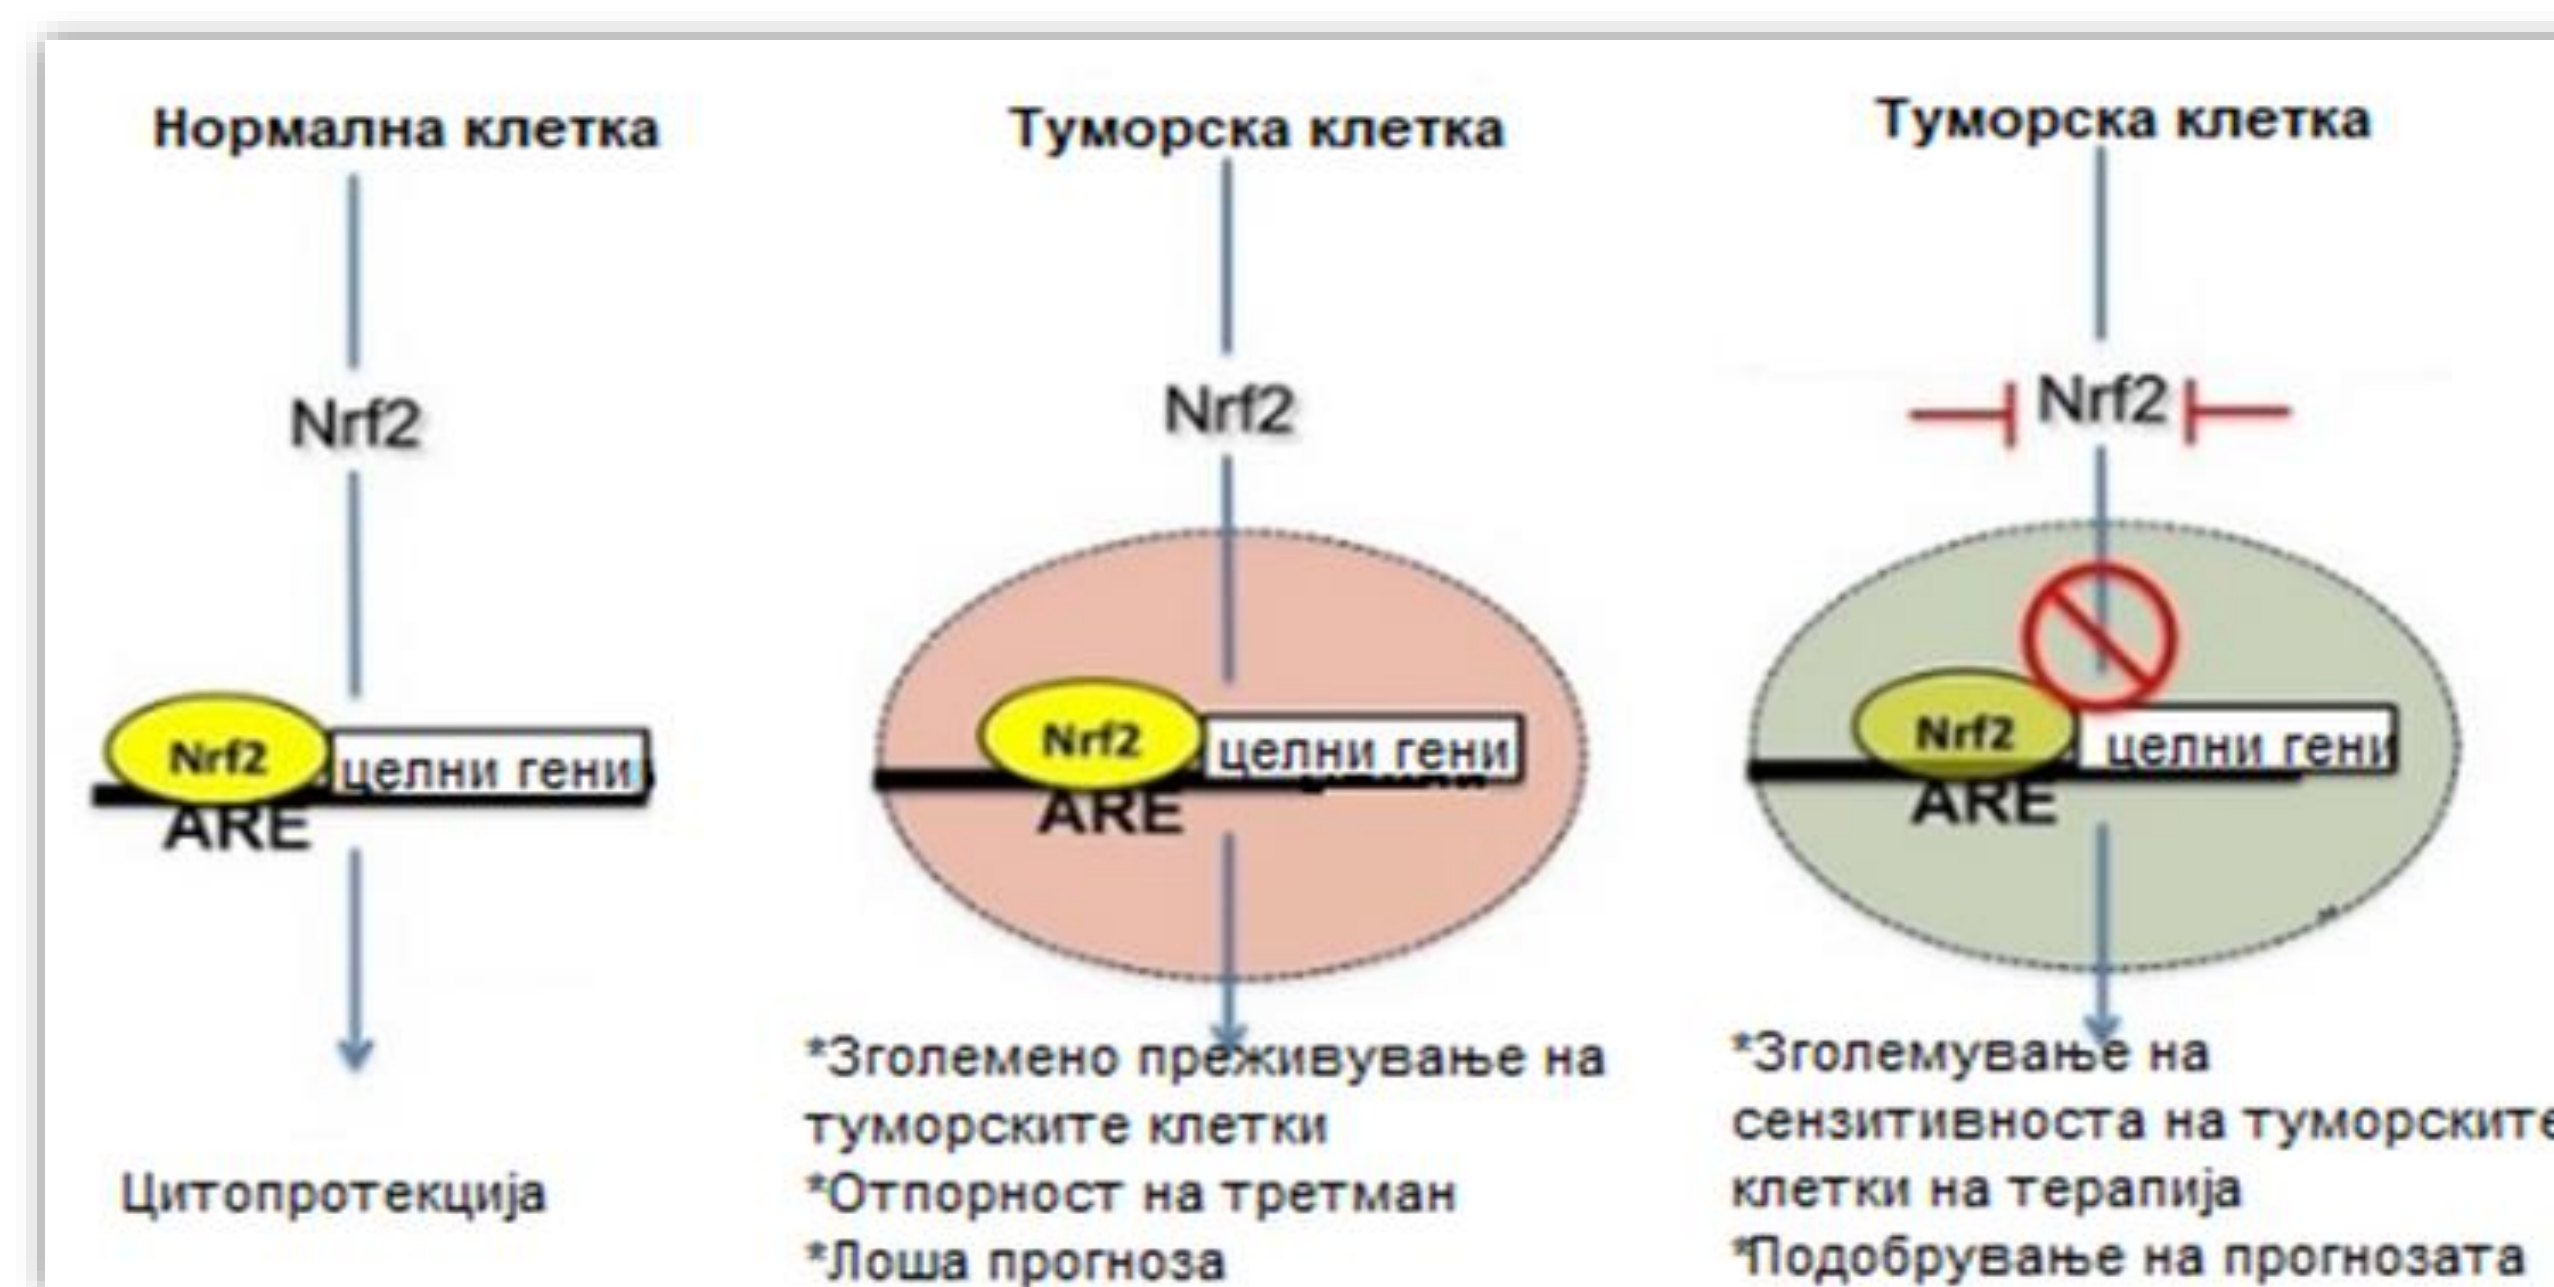 Нормална клетка
Nrf2
Nrf2
целни гени
ARE
Цитопротекција
Туморска клетка
Nrf2
Nrf2
целни гени
ARE
*Зголемено преживување на
туморските клетки
*Отпорност на третман
*Лоша прогноза
Туморска клетка
Nrf2
Nrf2
целни гени
ARE
*Зголемување на
сензитивноста на туморските
клетки на терапија
*Подобрување на прогнозата